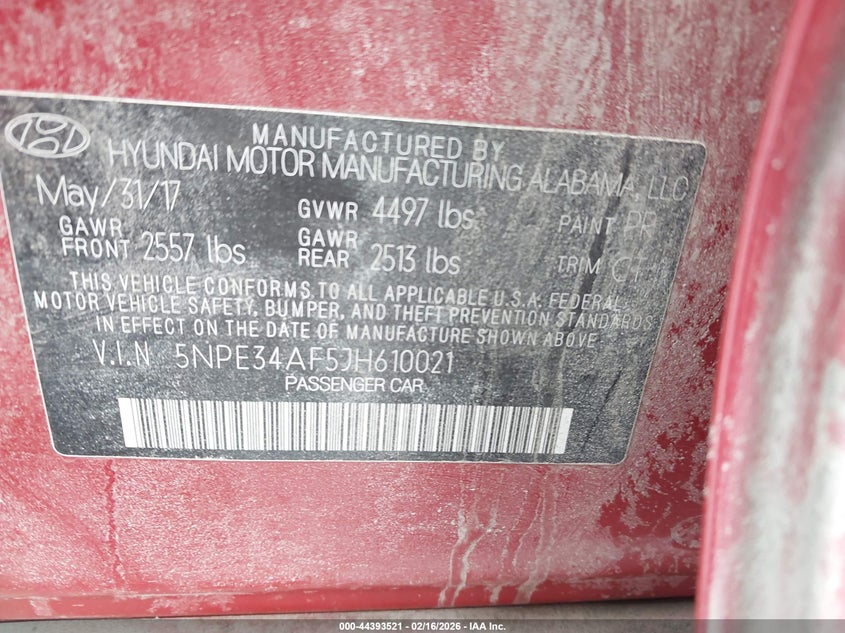 MANUFACTURED BY
HYUNDAI MOTOR MANUFACTURING ALABAMA, LLC
May/31/17 GVWR 4497 lbs PAINT PR
GAWR FRONT 2557 lbs GAWR REAR 2513 lbs TRIM
THIS VEHICLE CONFORMS TO ALL APPLICABLE U.S.A. FEDERAL
MOTOR VEHICLE SAFETY, BUMPER, AND THEFT PREVENTION STANDARDS
IN EFFECT ON THE DATE OF MANUFACTURE SHOWN ABOVE
V.I.N 5NPE34AF5JH610021
PASSENGER CAR
000-44393521 - 02/16/2026 - IAA Inc.